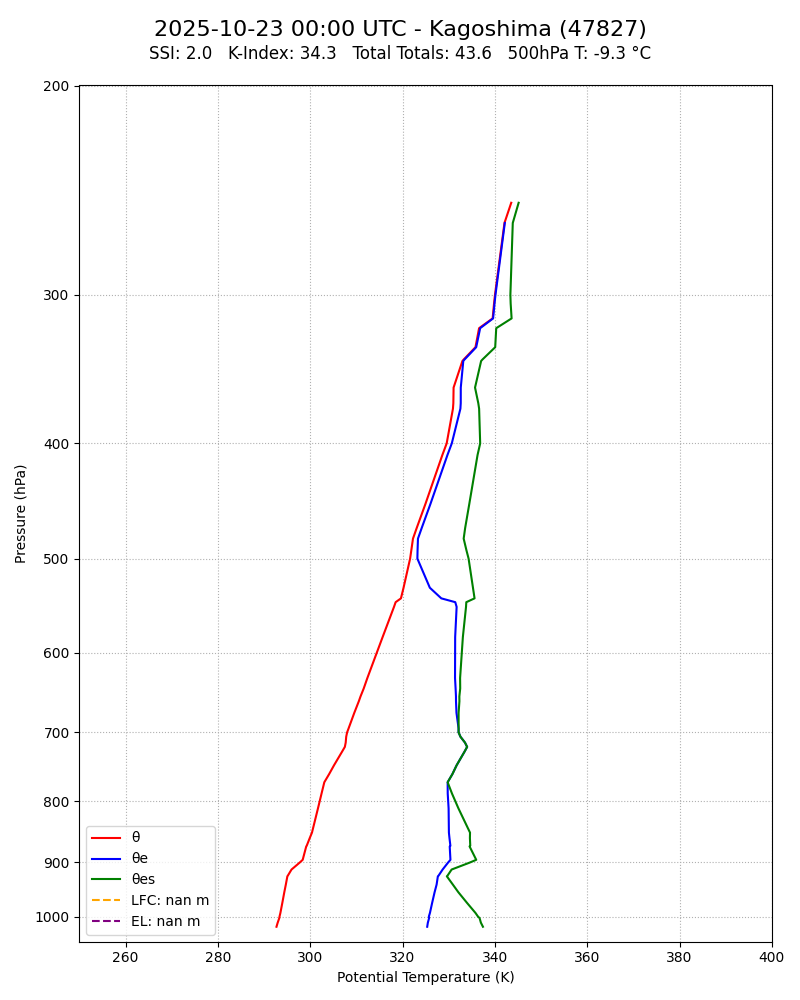 2025-10-23 00:00 UTC - Kagoshima (47827)
SSI: 2.0 K-Index: 34.3 Total Totals: 43.6 500hPa T: -9.3 °C
200
300
400
500
600
700
800
900
1000
Pressure (hPa)
θ
θe
θes
LFC: nan m
EL: nan m
260 280 300 320 340 360 380 400
Potential Temperature (K)